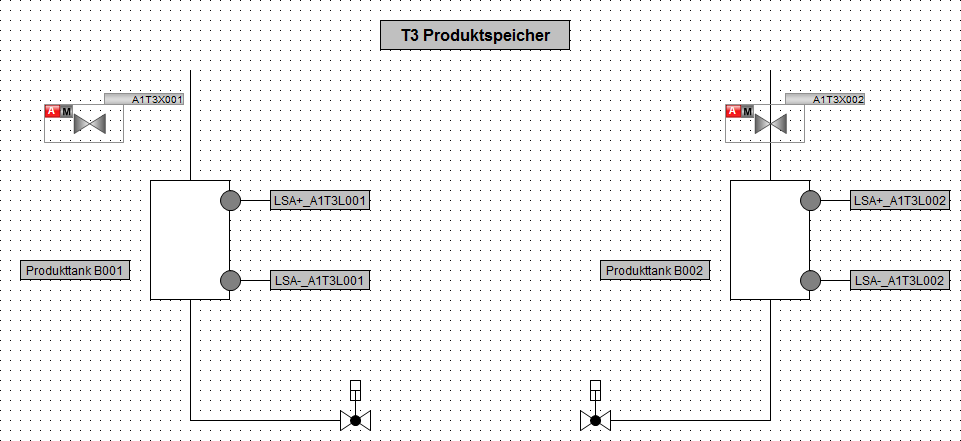 T3 Produktspeicher
A1T3X001
A M
A1T3X002
A M
LSA+_A1T3L001
LSA+_A1T3L002
Produkttank B001
LSA-_A1T3L001
Produkttank B002
LSA-_A1T3L002